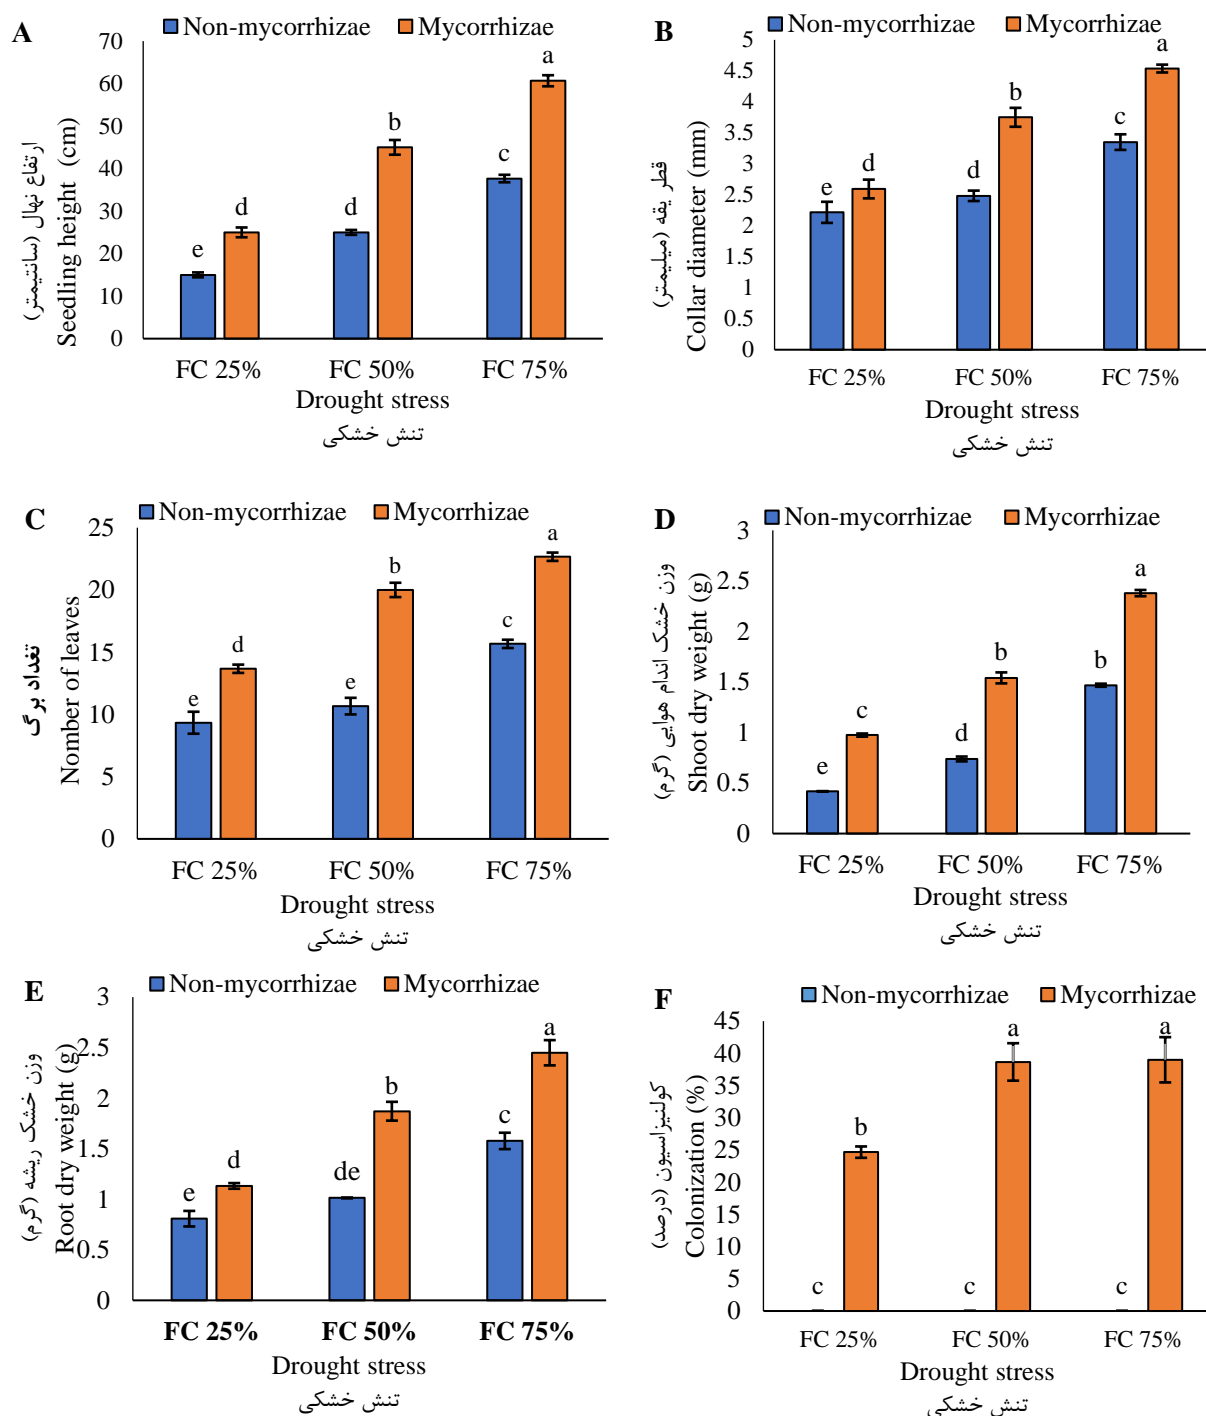 A
Non-mycorrhizae Mycorrhizae
ارتفاع نهال (سانتیمتر)
Seedling height (cm)
70
60
50
40
30
20
10
0
e d d b c a
FC 25% FC 50% FC 75%
Drought stress
تنش خشکی
B
Non-mycorrhizae Mycorrhizae
قطر یقه (میلیمتر)
Collar diameter (mm)
5
4.5
4
3.5
3
2.5
2
1.5
1
0.5
0
e d d b c a
FC 25% FC 50% FC 75%
Drought stress
تنش خشکی
C
Non-mycorrhizae Mycorrhizae
تعداد برگ
Nomber of leaves
25
20
15
10
5
0
e d e b c a
FC 25% FC 50% FC 75%
Drought stress
تنش خشکی
D
Non-mycorrhizae Mycorrhizae
وزن خشک اندام هوایی (گرم)
Shoot dry weight (g)
3
2.5
2
1.5
1
0.5
0
e c d b b a
FC 25% FC 50% FC 75%
Drought stress
تنش خشکی
E
Non-mycorrhizae Mycorrhizae
وزن خشک ریشه (گرم)
Root dry weight (g)
3
2.5
2
1.5
1
0.5
0
e d de b c a
FC 25% FC 50% FC 75%
Drought stress
تنش خشکی
F
Non-mycorrhizae Mycorrhizae
کولنیزاسیون (درصد)
Colonization (%)
45
40
35
30
25
20
15
10
5
0
c b c a c a
FC 25% FC 50% FC 75%
Drought stress
تنش خشکی